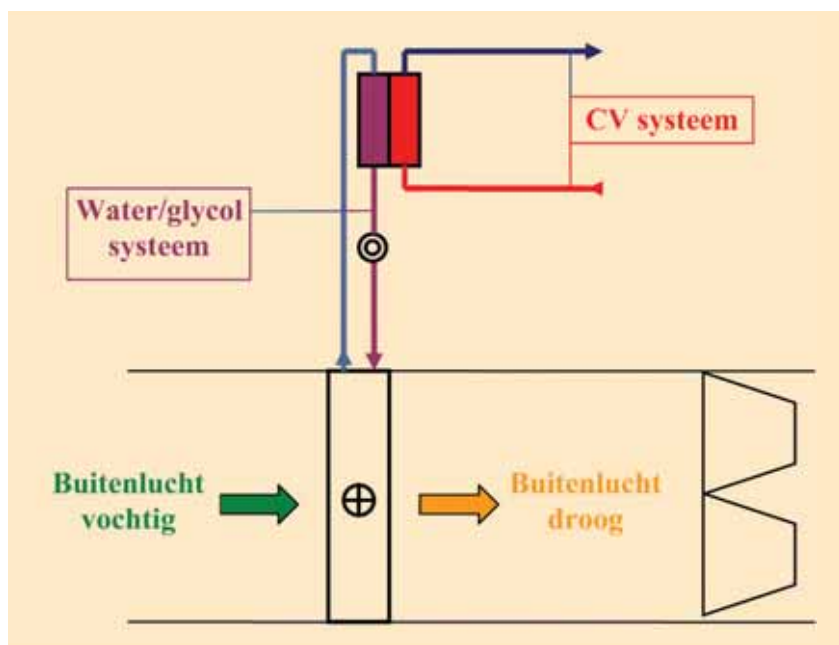 CV systeem
Water/glycol
systeem
Buitenlucht
vochtig
Buitenlucht
droog